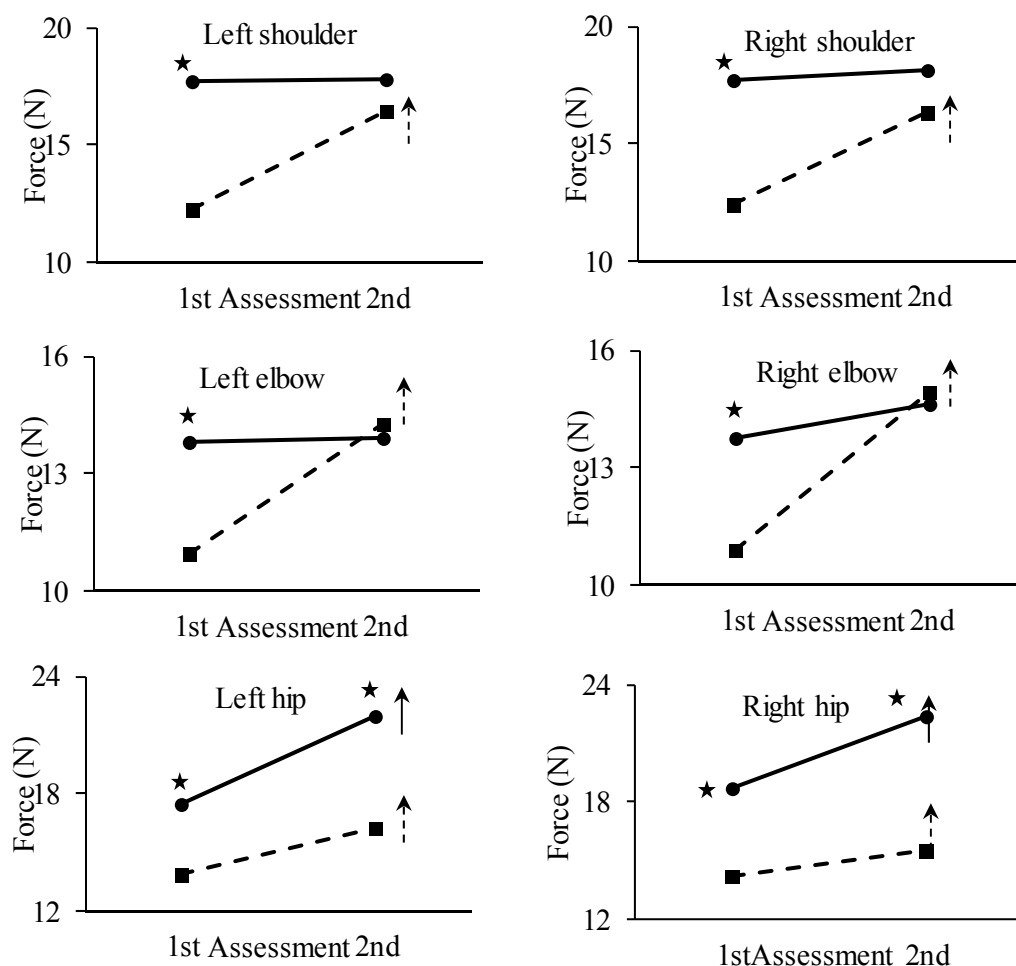 20
Left shoulder
Force (N)
15
10
1st Assessment 2nd
20
Right shoulder
Force (N)
15
10
1st Assessment 2nd
16
Left elbow
Force (N)
13
10
1st Assessment 2nd
16
Right elbow
Force (N)
13
10
1st Assessment 2nd
24
Left hip
Force (N)
18
12
1st Assessment 2nd
24
Right hip
Force (N)
18
12
1stAssessment 2nd